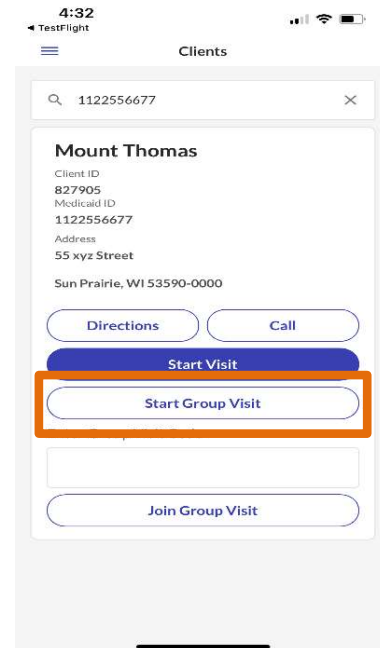 4:32
TestFlight
Clients
1122556677
Mount Thomas
Client ID
827905
Medicaid ID
1122556677
Address
55 xyz Street
Sun Prairie, WI 53590-0000
Directions Call
Start Visit
Start Group Visit
Join Group Visit